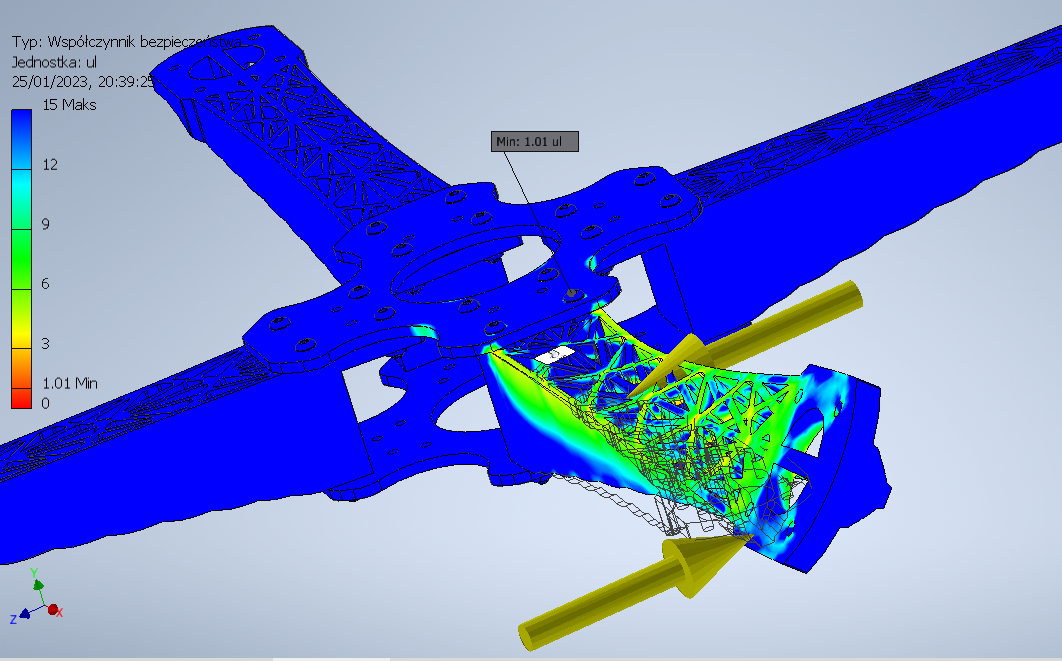 Typ: Współczynnik bezpieczeństwa
Jednostka: ul
25/01/2023, 20:39:25
15 Maks
12
9
6
3
1.01 Min
0
Min: 1.01 ul
Y
Z
X